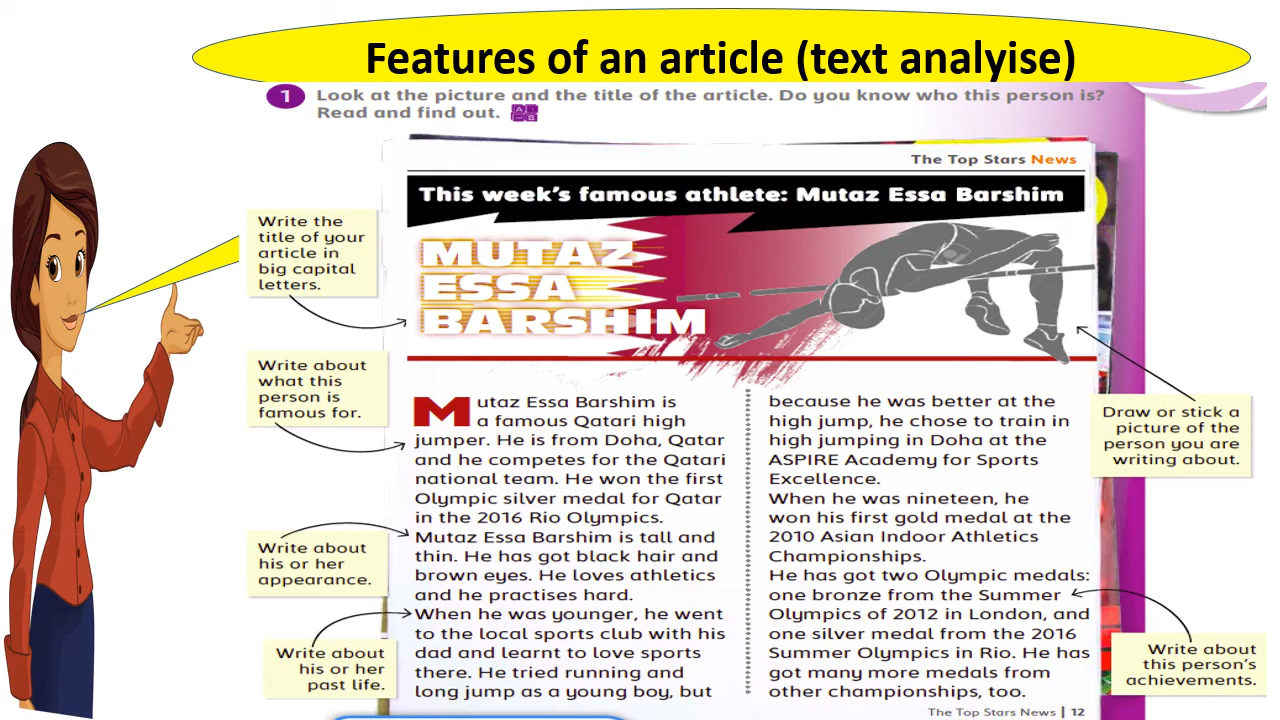 Features of an article (text analyise)
1 Look at the picture and the title of the article. Do you know who this person is?
Read and find out.
The Top Stars News
This week's famous athlete: Mutaz Essa Barshim
MUTAZ
ESSA
BARSHIM
Write the
title of your
article in
big capital
letters.
Write about
what this
person is
famous for.
Write about
his or her
appearance.
Write about
his or her
past life.
Mutaz Essa Barshim is
a famous Qatari high
jumper. He is from Doha, Qatar
and he competes for the Qatari
national team. He won the first
Olympic silver medal for Qatar
in the 2016 Rio Olympics.
Mutaz Essa Barshim is tall and
thin. He has got black hair and
brown eyes. He loves athletics
and he practises hard.
When he was younger, he went
to the local sports club with his
dad and learnt to love sports
there. He tried running and
long jump as a young boy, but
because he was better at the
high jump, he chose to train in
high jumping in Doha at the
ASPIRE Academy for Sports
Excellence.
When he was nineteen, he
won his first gold medal at the
2010 Asian Indoor Athletics
Championships.
He has got two Olympic medals:
one bronze from the Summer
Olympics of 2012 in London, and
one silver medal from the 2016
Summer Olympics in Rio. He has
got many more medals from
other championships, too.
Draw or stick a
picture of the
person you are
writing about.
Write about
this person's
achievements.
The Top Stars News | 12